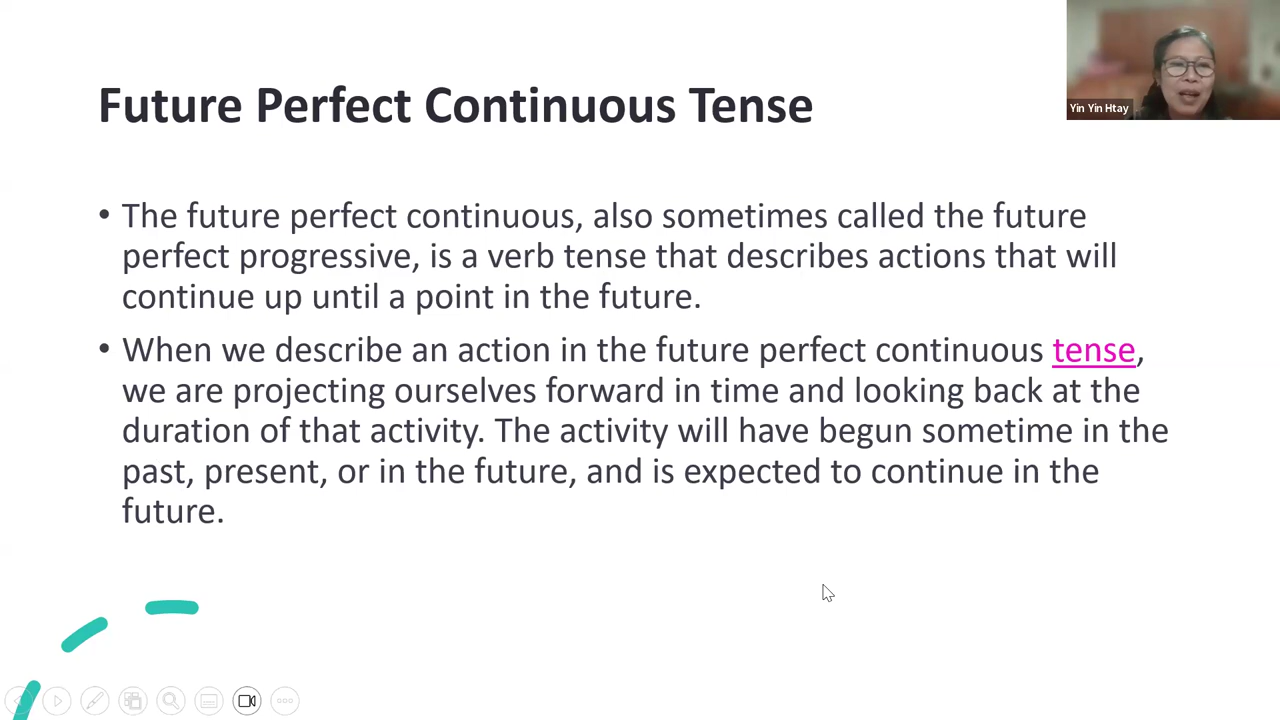 Future Perfect Continuous Tense
Yin Yin Htay
• The future perfect continuous, also sometimes called the future
perfect progressive, is a verb tense that describes actions that will
continue up until a point in the future.
• When we describe an action in the future perfect continuous tense,
we are projecting ourselves forward in time and looking back at the
duration of that activity. The activity will have begun sometime in the
past, present, or in the future, and is expected to continue in the
future.